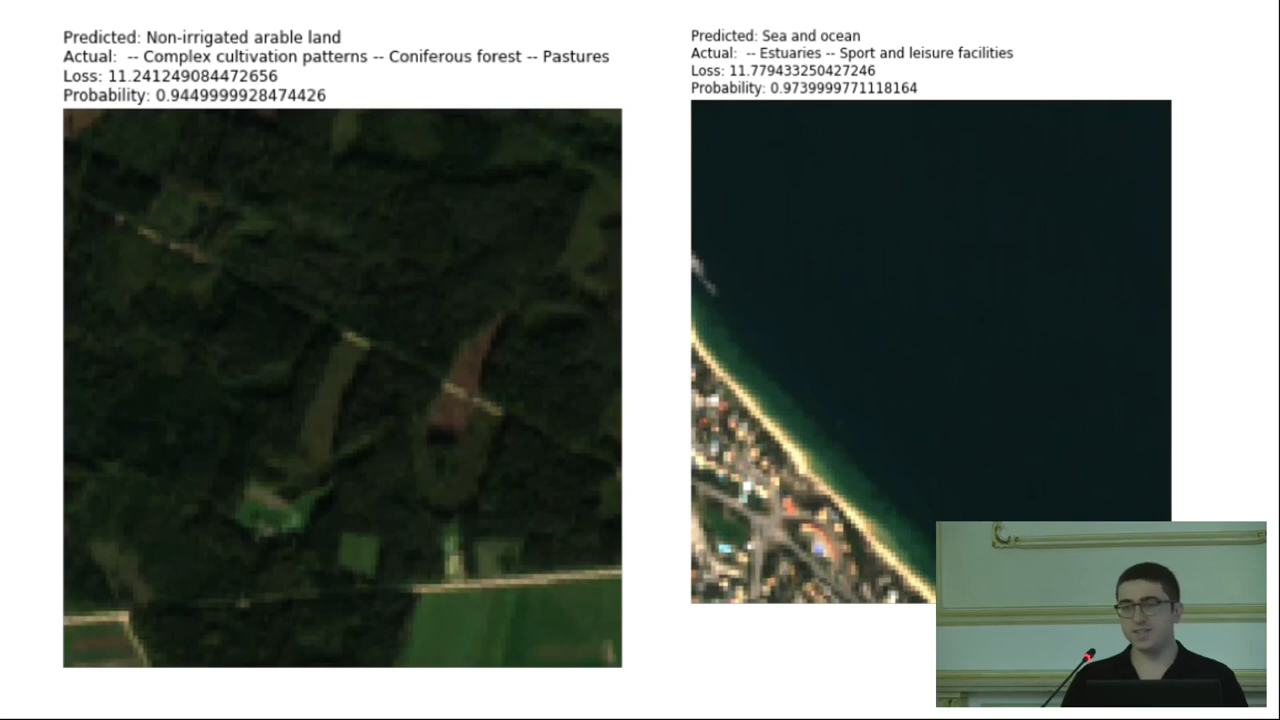 Predicted: Non-irrigated arable land
Actual:  -- Complex cultivation patterns -- Coniferous forest -- Pastures
Loss: 11.241249084472656
Probability: 0.9449999928474426
Predicted: Sea and ocean
Actual:  -- Estuaries -- Sport and leisure facilities
Loss: 11.779433250427246
Probability: 0.9739999771118164